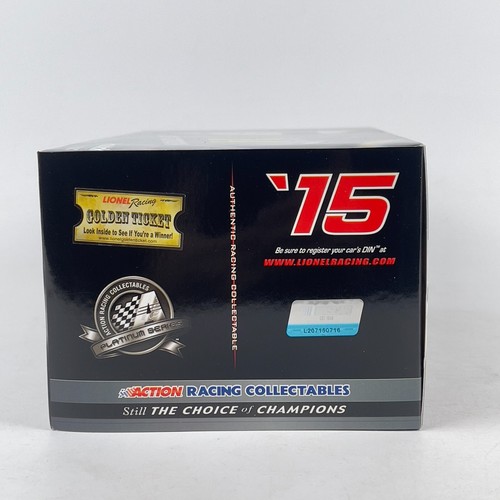 LIONEL Racing
GOLDEN TICKET
Look Inside to See If You're a Winner!
ACTION RACING COLLECTABLES
PLATINUM SERIES
AUTHENTIC RACING COLLECTABLE
'15
Be sure to register your car's DIN™ at
WWW.LIONELRACING.COM
ACTION RACING COLLECTABLES
Still THE CHOICE of CHAMPIONS